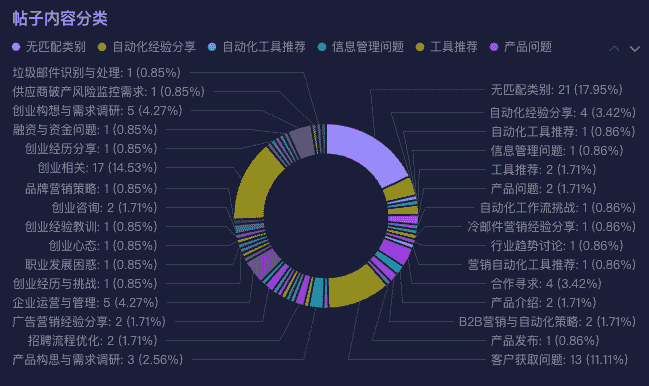 帖子内容分类
无匹配类别 自动化经验分享 自动化工具推荐 信息管理问题 工具推荐 产品问题
垃圾邮件识别与处理: 1 (0.85%)
供应商破产风险监控需求: 1 (0.85%)
创业构想与需求调研: 5 (4.27%)
融资与资金问题: 1 (0.85%)
创业经历分享: 1 (0.85%)
创业相关: 17 (14.53%)
品牌营销策略: 1 (0.85%)
创业咨询: 2 (1.71%)
创业经验教训: 1 (0.85%)
创业心态: 1 (0.85%)
职业发展困惑: 1 (0.85%)
创业经历与挑战: 1 (0.85%)
企业运营与管理: 5 (4.27%)
广告营销经验分享: 2 (1.71%)
招聘流程优化: 2 (1.71%)
产品构思与需求调研: 3 (2.56%)
无匹配类别: 21 (17.95%)
自动化经验分享: 4 (3.42%)
自动化工具推荐: 1 (0.86%)
信息管理问题: 1 (0.86%)
工具推荐: 2 (1.71%)
产品问题: 2 (1.71%)
自动化工作流挑战: 1 (0.86%)
冷邮件营销经验分享: 1 (0.86%)
行业趋势讨论: 1 (0.86%)
营销自动化工具推荐: 1 (0.86%)
合作寻求: 4 (3.42%)
产品介绍: 2 (1.71%)
B2B营销与自动化策略: 2 (1.71%)
产品发布: 1 (0.86%)
客户获取问题: 13 (11.11%)